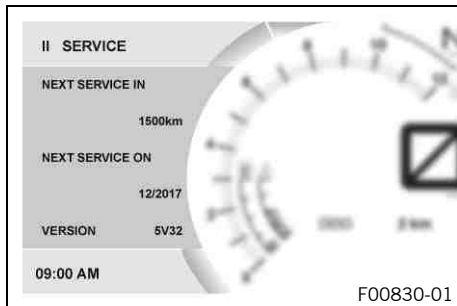 II SERVICE
NEXT SERVICE IN
1500km
NEXT SERVICE ON
12/2017
VERSION 5V32
09:00 AM
F00830-01